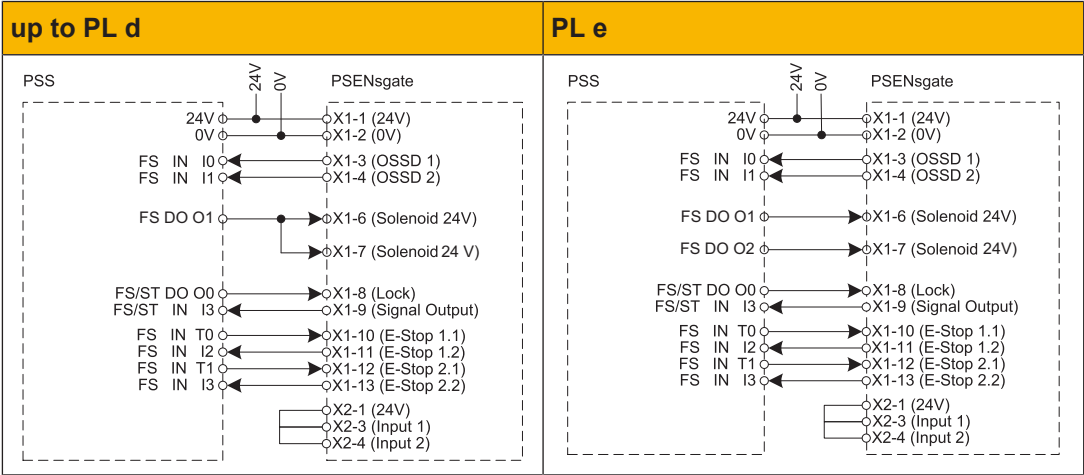 up to PL d
PSS
24V
0V
PSENsgate
24V
X1-1 (24V)
0V
X1-2 (0V)
FS IN I0
X1-3 (OSSD 1)
FS IN I1
X1-4 (OSSD 2)
FS DO O1
X1-6 (Solenoid 24V)
X1-7 (Solenoid 24 V)
FS/ST DO O0
X1-8 (Lock)
FS/ST IN I3
X1-9 (Signal Output)
FS IN T0
X1-10 (E-Stop 1.1)
FS IN I2
X1-11 (E-Stop 1.2)
FS IN T1
X1-12 (E-Stop 2.1)
FS IN I3
X1-13 (E-Stop 2.2)
X2-1 (24V)
X2-3 (Input 1)
X2-4 (Input 2)
PL e
PSS
24V
0V
PSENsgate
24V
X1-1 (24V)
0V
X1-2 (0V)
FS IN I0
X1-3 (OSSD 1)
FS IN I1
X1-4 (OSSD 2)
FS DO O1
X1-6 (Solenoid 24V)
FS DO O2
X1-7 (Solenoid 24V)
FS/ST DO O0
X1-8 (Lock)
FS/ST IN I3
X1-9 (Signal Output)
FS IN T0
X1-10 (E-Stop 1.1)
FS IN I2
X1-11 (E-Stop 1.2)
FS IN T1
X1-12 (E-Stop 2.1)
FS IN I3
X1-13 (E-Stop 2.2)
X2-1 (24V)
X2-3 (Input 1)
X2-4 (Input 2)